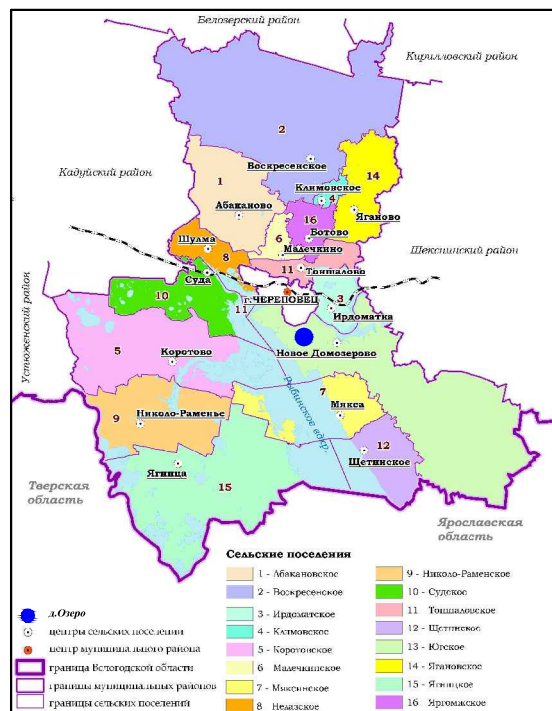 Белозерский район
Кирилловский район
2
Кадуйский район
Воскресенское
14
1
Климовское
4
Абаканово
16
Яганово
Ботово
Шулма
6
Малечкино
Шекснинский район
8
11
Тоншалово
Суда
г. ЧЕРЕПОВЕЦ
3
10
11
Ирдоматка
Устюженский район
13
5
Коротово
Новое Домозерово
Рыбинское вдхр.
7
Мякса
9
Николо-Раменье
12
Щетинское
Ягница
Тверская
область
15
Ярославская
область
Сельские поселения
1 - Абакановское
2 - Воскресенское
3 - Ирдоматское
4 - Климовское
5 - Коротовское
6 - Малечкинское
7 - Мяксинское
8 - Нелазское
9 - Николо-Раменское
10 - Судское
11 - Тоншаловское
12 - Щетинское
13 - Югское
14 - Ягановское
15 - Ягницкое
16 - Яргомжское
д.Озеро
центры сельских поселений
центр муниципального района
граница Вологодской области
границы муниципальных районов
границы сельских поселений